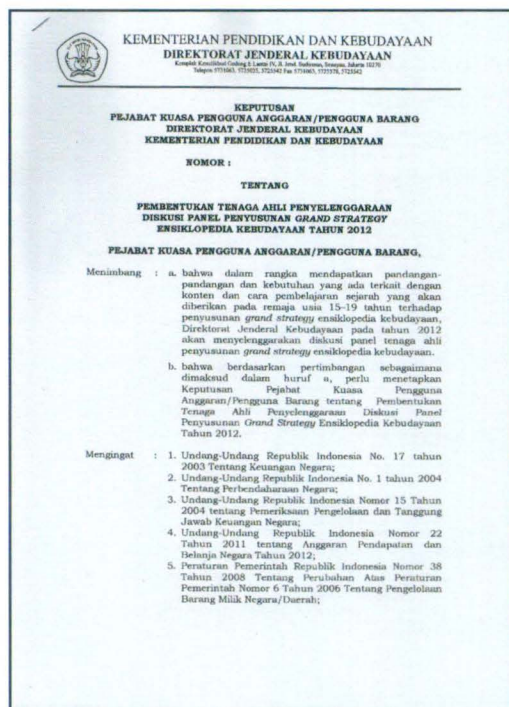 KEMENTERIAN PENDIDIKAN DAN KEBUDAYAAN
DIREKTORAT JENDERAL KEBUDAYAAN
KEPUTUSAN
PEJABAT KUASA PENGGUNA ANGGARAN/PENGGUNA BARANG
DIREKTORAT JENDERAL KEBUDAYAAN
KEMENTERIAN PENDIDIKAN DAN KEBUDAYAAN
NOMOR :
TENTANG
PEMBENTUKAN TENAGA AHLI PENYELENGGARAAN
DISKUSI PANEL PENYUSUNAN GRAND STRATEGY
ENSIKLOPEDIA KEBUDAYAAN TAHUN 2012
PEJABAT KUASA PENGGUNA ANGGARAN/PENGGUNA BARANG,
Menimbang : a. bahwa dalam rangka mendapatkan pandangan-
pandangan dan kebutuhan yang ada terkait dengan
konten dan cara pembelajaran sejarah yang akan
diberikan pada remaja usia 15-19 tahun terhadap
penyusunan grand strategy ensiklopedia kebudayaan,
Direktorat Jenderal Kebudayaan pada tahun 2012
akan menyelenggarakan diskusi panel tenaga ahli
penyusunan grand strategy ensiklopedia kebudayaan.
b. bahwa berdasarkan pertimbangan sebagaimana
dimaksud dalam huruf a, perlu menetapkan
Keputusan Pejabat Kuasa Pengguna
Anggaran/Pengguna Barang tentang Pembentukan
Tenaga Ahli Penyelenggaraan Diskusi Panel
Penyusunan Grand Strategy Ensiklopedia Kebudayaan
Tahun 2012.
Mengingat : 1. Undang-Undang Republik Indonesia No. 17 tahun
2003 Tentang Keuangan Negara;
2. Undang-Undang Republik Indonesia No. 1 tahun 2004
Tentang Perbendaharaan Negara;
3. Undang-Undang Republik Indonesia Nomor 15 Tahun
2004 tentang Pemeriksaan Pengelolaan dan Tanggung
Jawab Keuangan Negara;
4. Undang-Undang Republik Indonesia Nomor 22
Tahun 2011 tentang Anggaran Pendapatan dan
Belanja Negara Tahun 2012;
5. Peraturan Pemerintah Republik Indonesia Nomor 38
Tahun 2008 Tentang Perubahan Atas Peraturan
Pemerintah Nomor 6 Tahun 2006 Tentang Pengelolaan
Barang Milik Negara/Daerah;